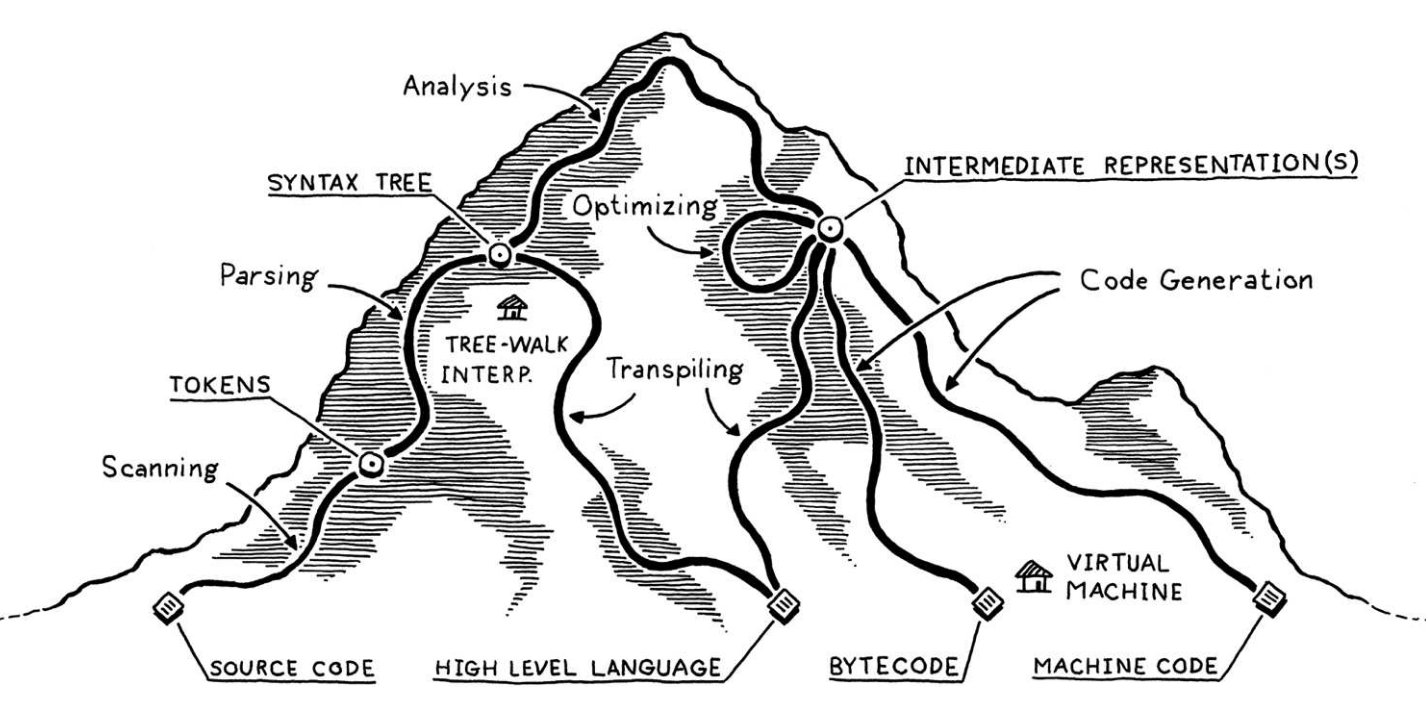 Analysis
INTERMEDIATE REPRESENTATION(S)
SYNTAX TREE
Optimizing
Parsing
Code Generation
TREE-WALK
INTERP.
Transpiling
TOKENS
Scanning
VIRTUAL
MACHINE
SOURCE CODE
HIGH LEVEL LANGUAGE
BYTECODE
MACHINE CODE